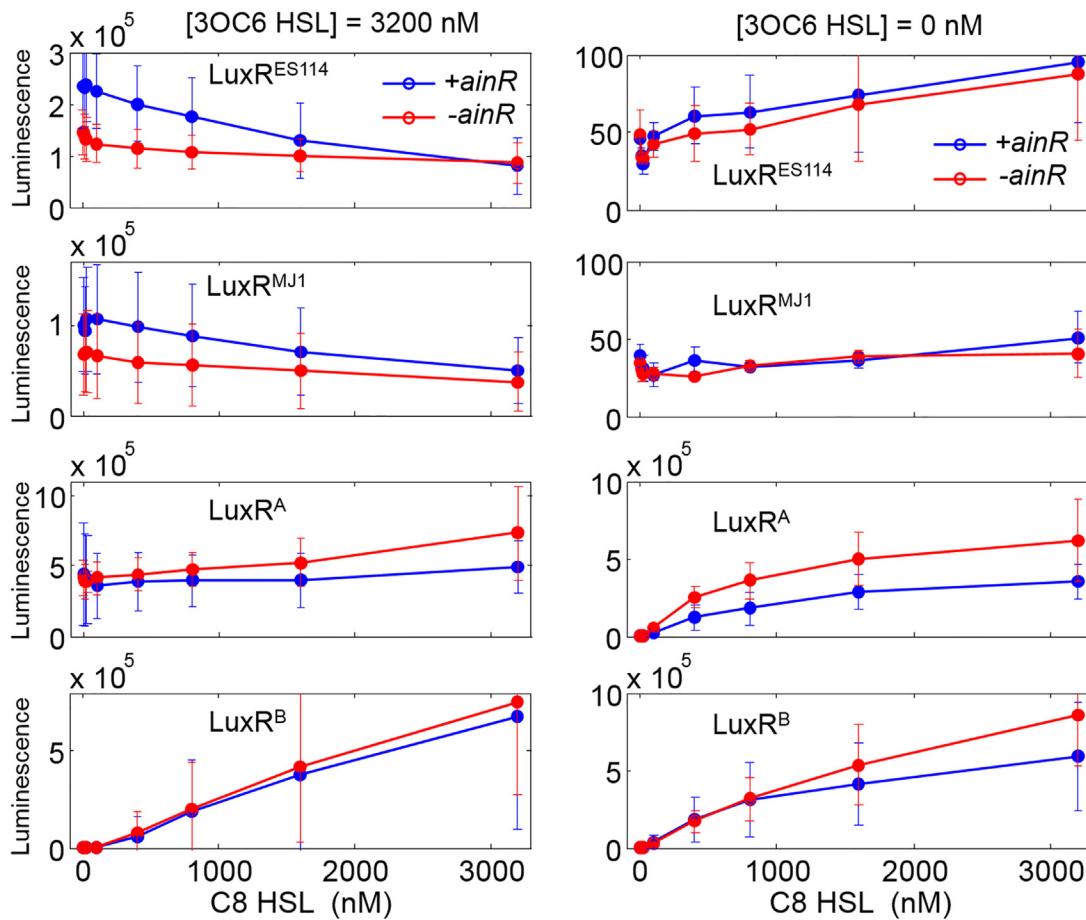 [3OC6 HSL] = 3200 nM
[3OC6 HSL] = 0 nM
x 10^5
3
2
1
0
Luminescence
LuxR^ES114
+ainR
-ainR
100
50
0
LuxR^ES114
+ainR
-ainR
x 10^5
1
0
Luminescence
LuxR^MJ1
100
50
0
LuxR^MJ1
x 10^5
10
5
0
Luminescence
LuxR^A
x 10^5
10
5
0
LuxR^A
x 10^5
5
0
Luminescence
LuxR^B
0
1000
2000
3000
C8 HSL (nM)
x 10^5
10
5
0
LuxR^B
0
1000
2000
3000
C8 HSL (nM)